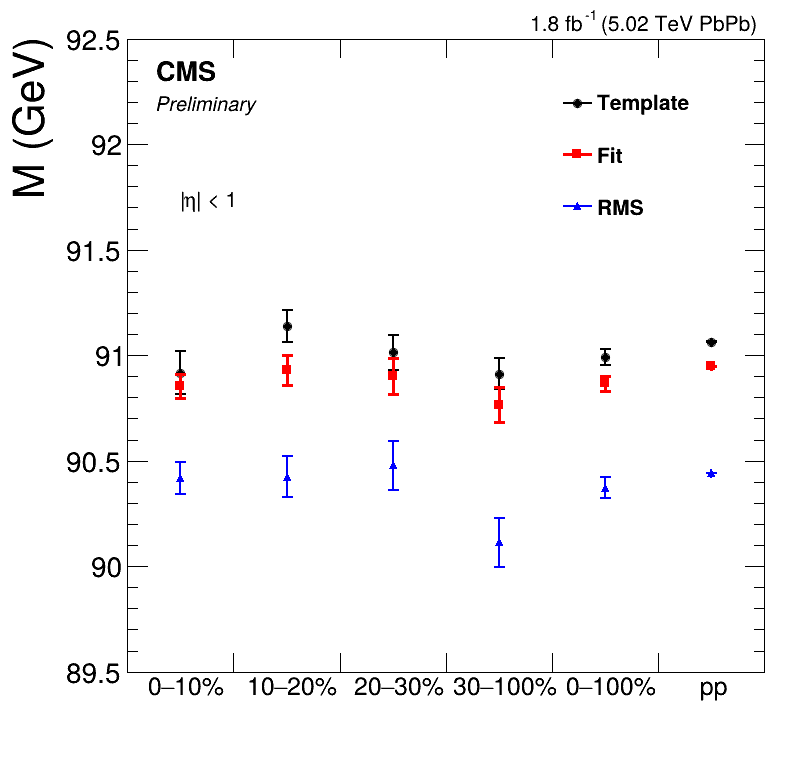 1.8 fb-1 (5.02 TeV PbPb)
92.5
M (GeV)
CMS
Preliminary
Template
92
Fit
|η| < 1
RMS
91.5
91
90.5
90
89.5
0–10% 10–20% 20–30% 30–100% 0–100% pp